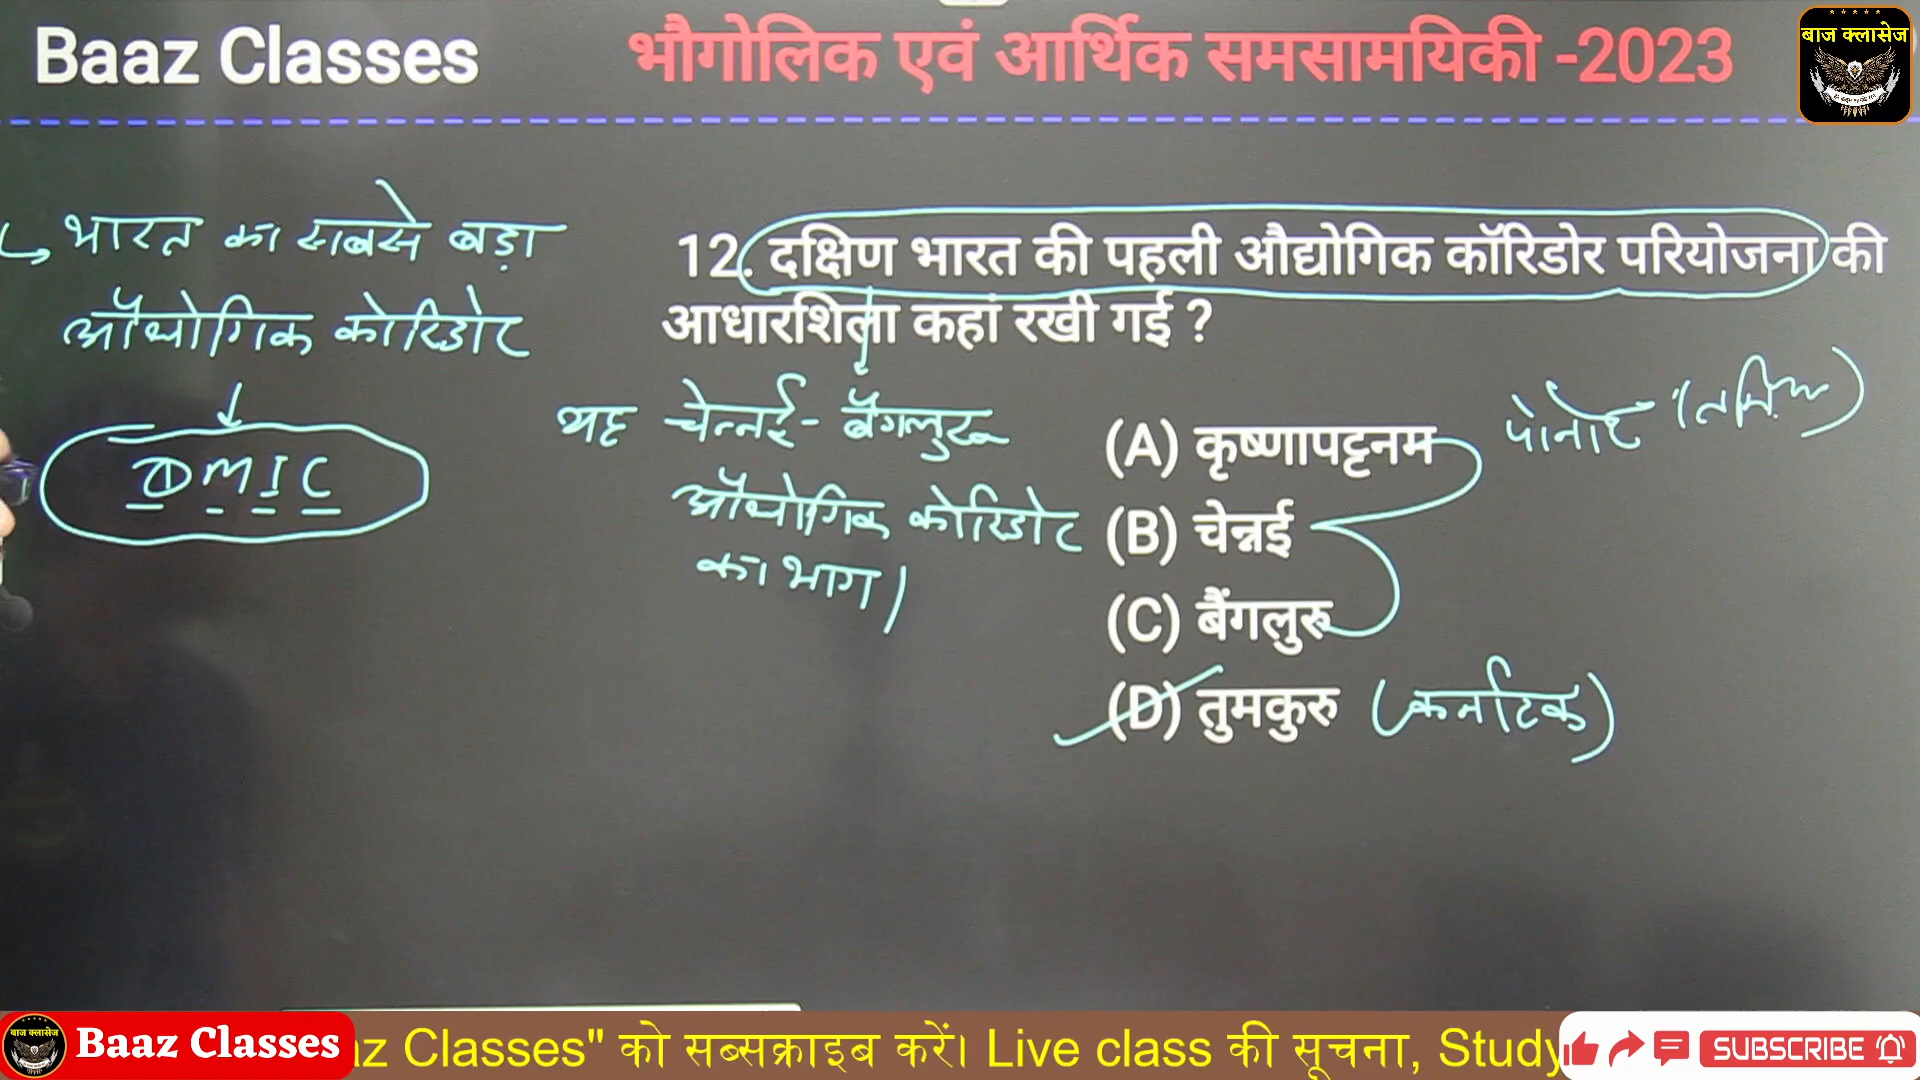 Baaz Classes
भौगोलिक एवं आर्थिक समसामयिकी -2023
बाज क्लासेज
भारत का सबसे बड़ा
औद्योगिक कोरिडोर
DMIC
12. दक्षिण भारत की पहली औद्योगिक कॉरिडोर परियोजना की
आधारशिला कहां रखी गई ?
यह चेन्नई - बैंगलुरू
औद्योगिक कोरिडोर
का भाग।
(A) कृष्णापट्टनम
(B) चेन्नई
(C) बैंगलुरू
(D) तुमकुरु (कर्नाटक)
बाज क्लासेज
Baaz Classes
az Classes" को सब्सक्राइब करें। Live class की सूचना, Study
SUBSCRIBE